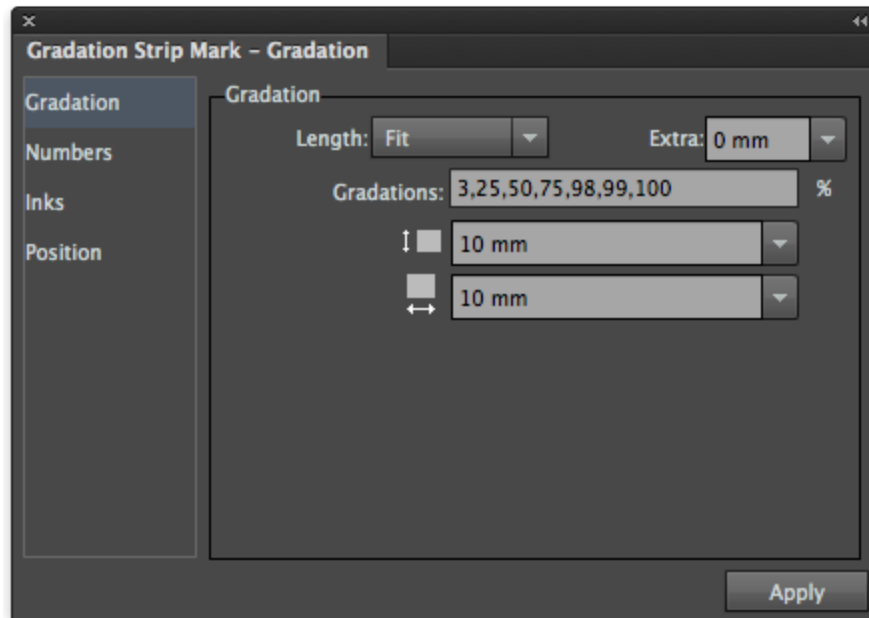 Gradation Strip Mark – Gradation
Gradation
Numbers
Inks
Position
Gradation
Length: Fit Extra: 0 mm
Gradations: 3,25,50,75,98,99,100 %
10 mm
10 mm
Apply